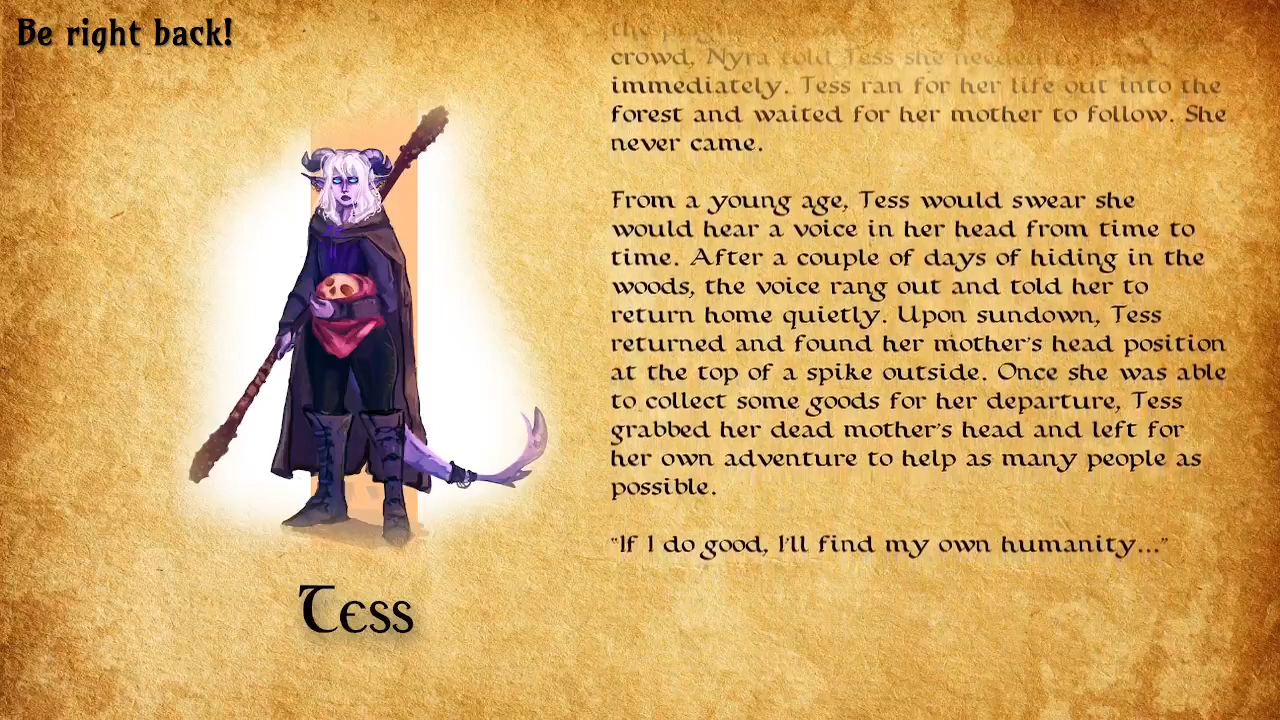 Be right back!
the
crowd, Nyra told Tess she needed to
immediately. Tess ran for her life out into the
forest and waited for her mother to follow. She
never came.
From a young age, Tess would swear she
would hear a voice in her head from time to
time. After a couple of days of hiding in the
woods, the voice rang out and told her to
return home quietly. Upon sundown, Tess
returned and found her mother's head position
at the top of a spike outside. Once she was able
to collect some goods for her departure, Tess
grabbed her dead mother's head and left for
her own adventure to help as many people as
possible.
"If I do good, I'll find my own humanity..."
Tess